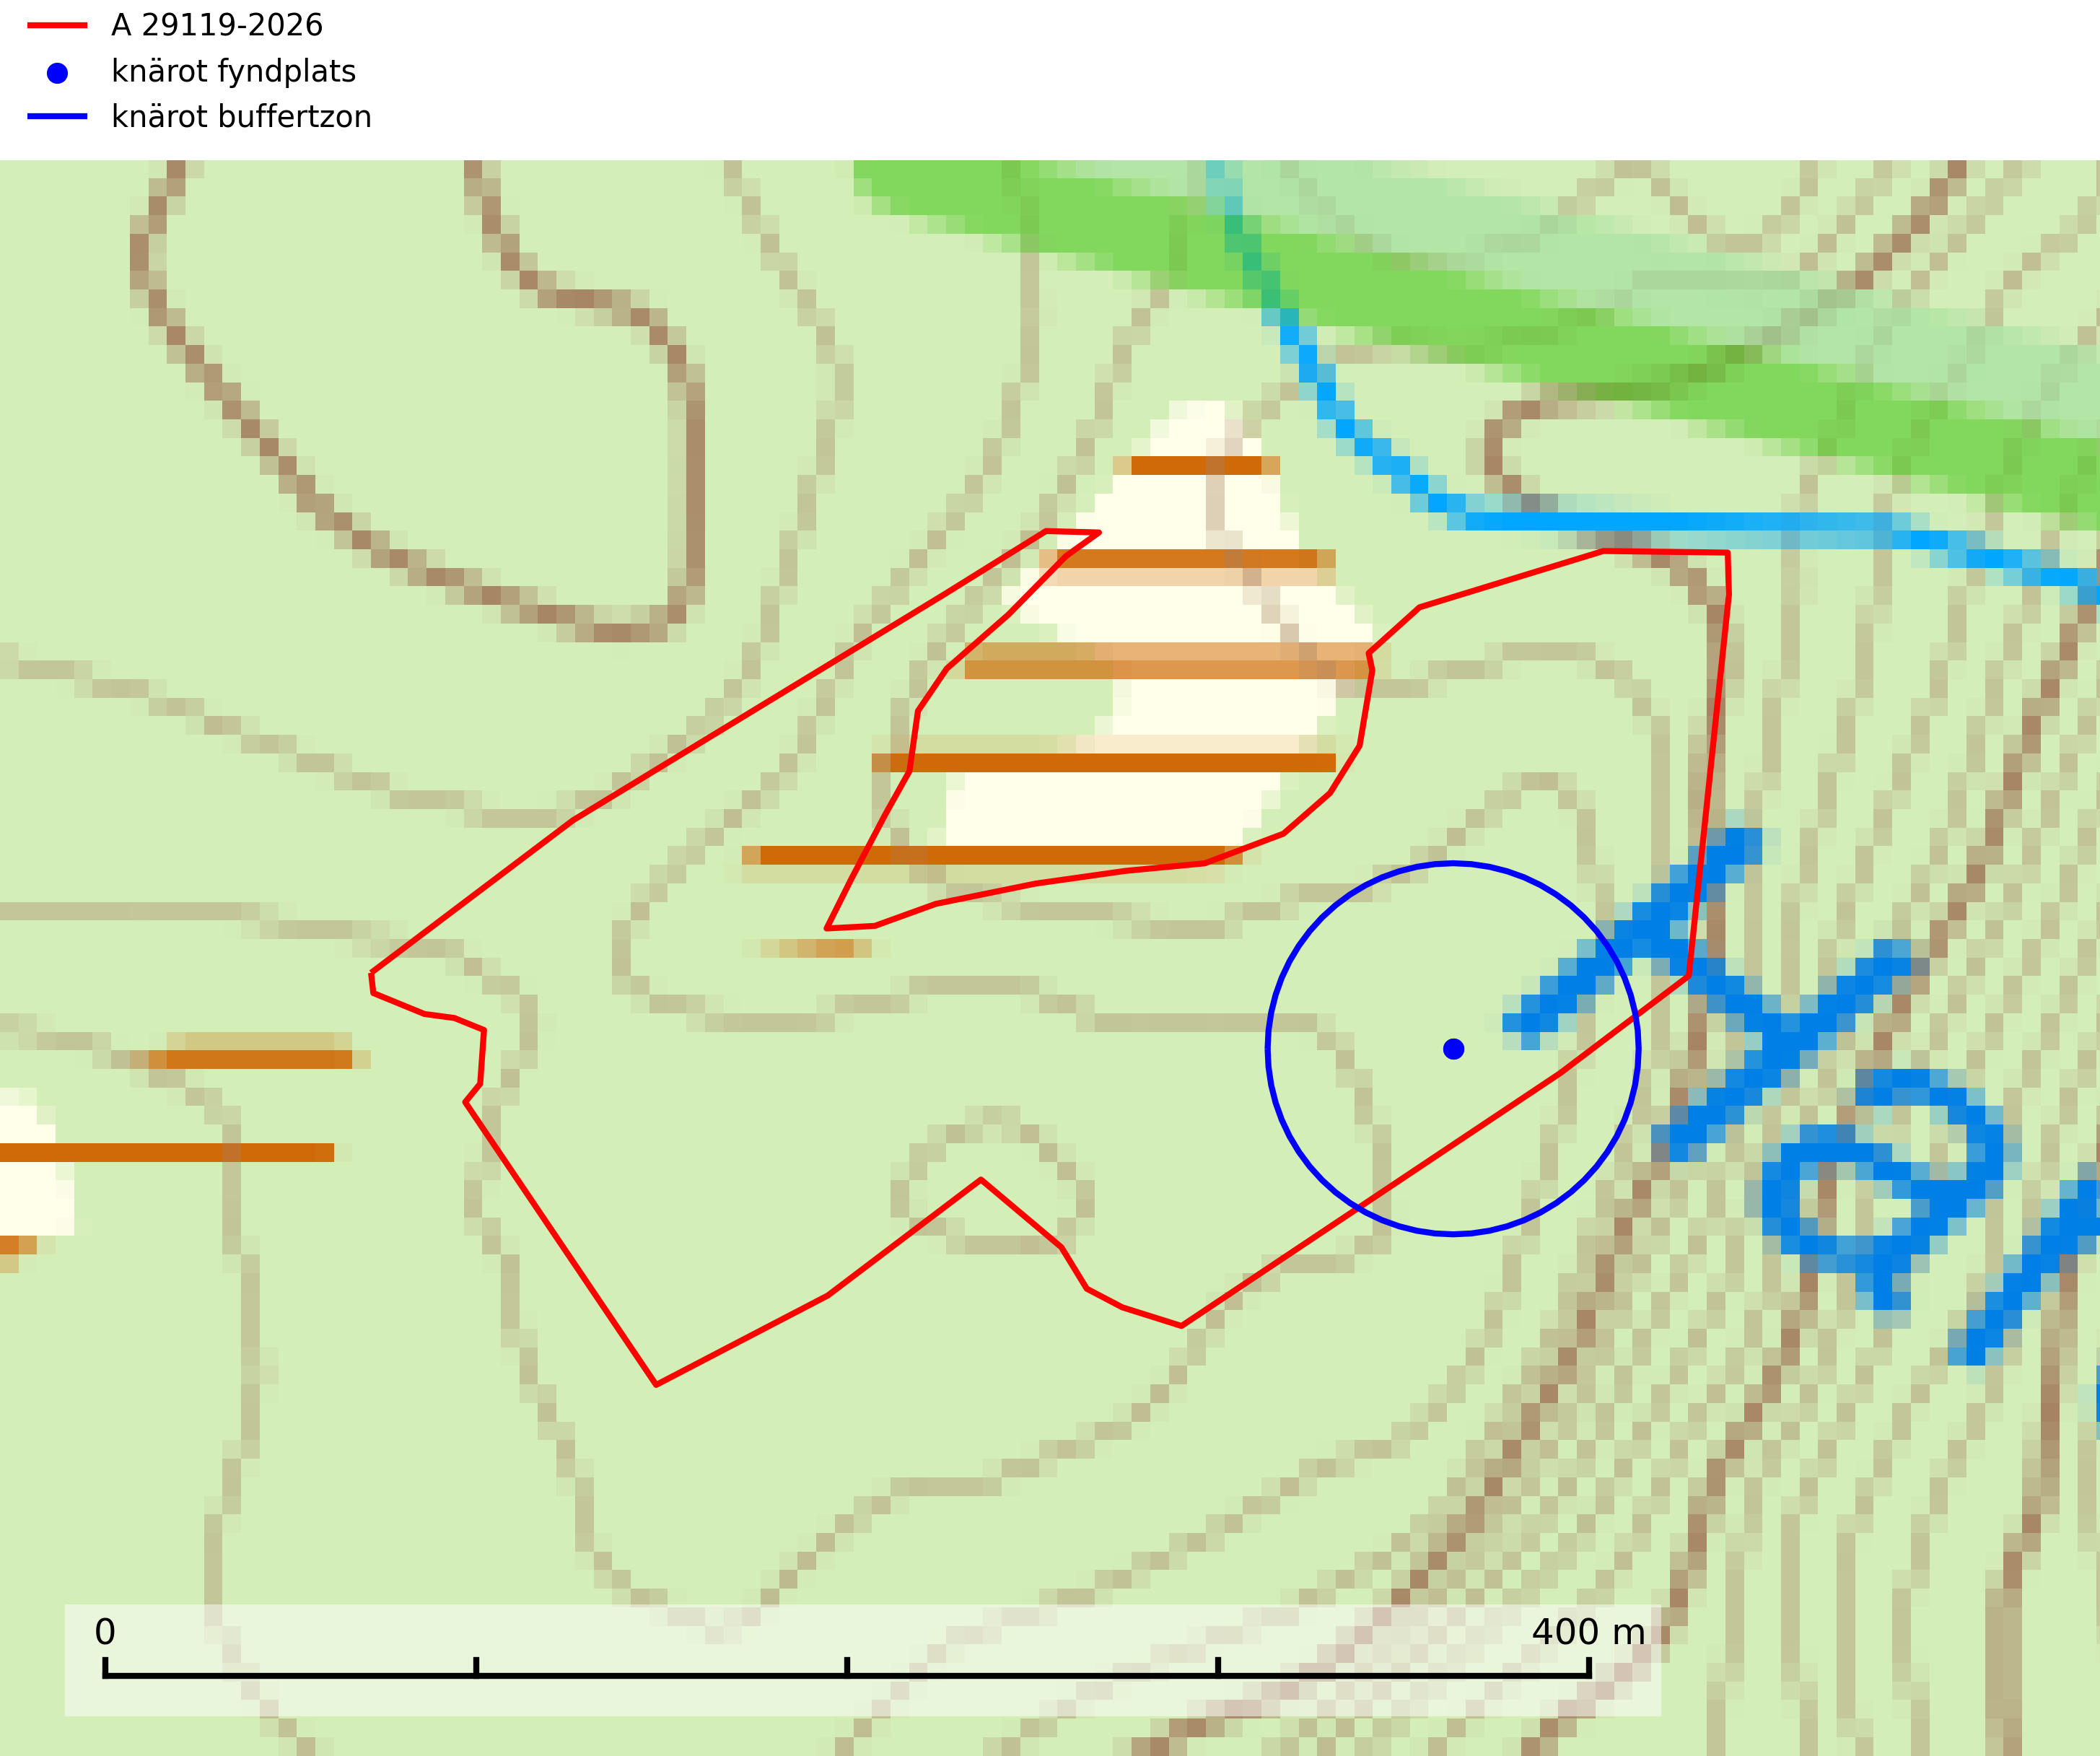 A 29119-2026
knärot fyndplats
knärot buffertzon
0
400 m